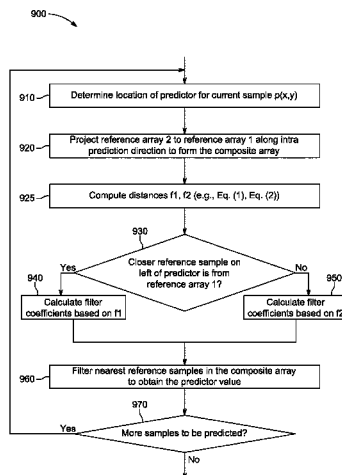 900
910
Determine location of predictor for current sample p(x,y)
920
Project reference array 2 to reference array 1 along intra
prediction direction to form the composite array
925
Compute distances f1, f2 (e.g., Eq. (1), Eq. (2))
930
Closer reference sample on
left of predictor is from
reference array 1?
Yes
No
940
Calculate filter
coefficients based on f1
950
Calculate filter
coefficients based on f2
960
Filter nearest reference samples in the composite array
to obtain the predictor value
970
More samples to be predicted?
Yes